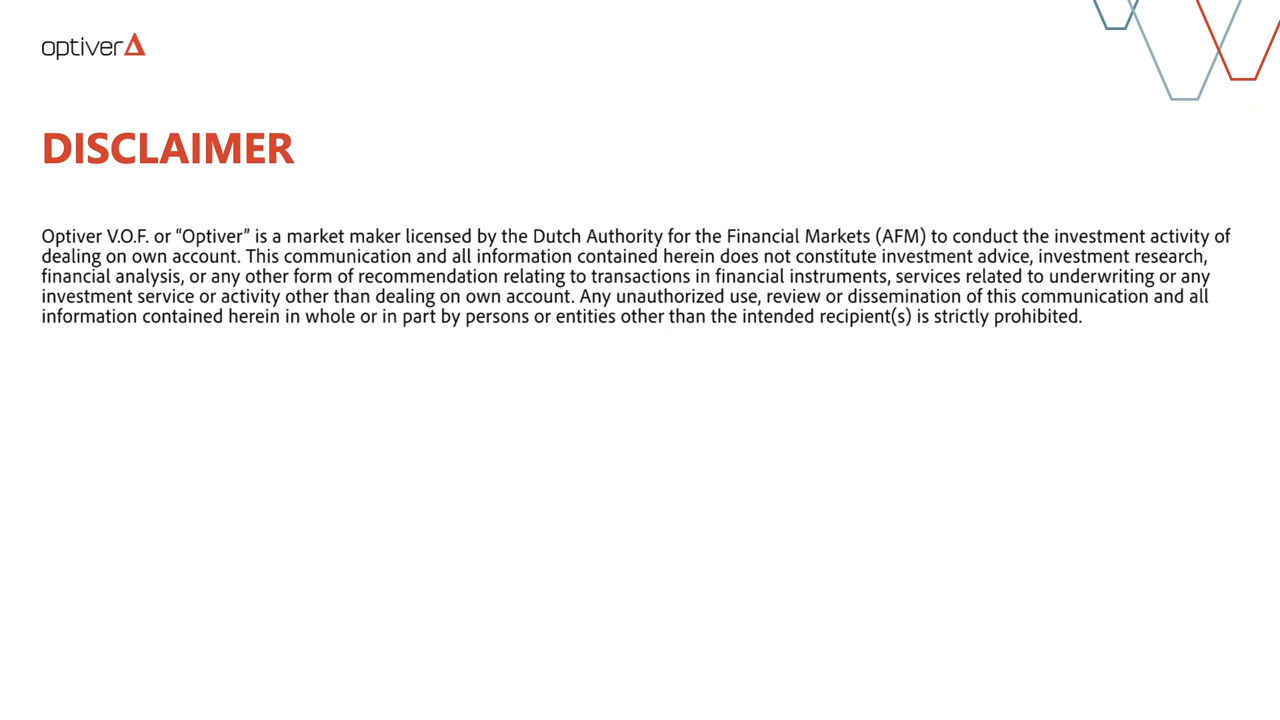 optiver
DISCLAIMER
Optiver V.O.F. or “Optiver” is a market maker licensed by the Dutch Authority for the Financial Markets (AFM) to conduct the investment activity of
dealing on own account. This communication and all information contained herein does not constitute investment advice, investment research,
financial analysis, or any other form of recommendation relating to transactions in financial instruments, services related to underwriting or any
investment service or activity other than dealing on own account. Any unauthorized use, review or dissemination of this communication and all
information contained herein in whole or in part by persons or entities other than the intended recipient(s) is strictly prohibited.